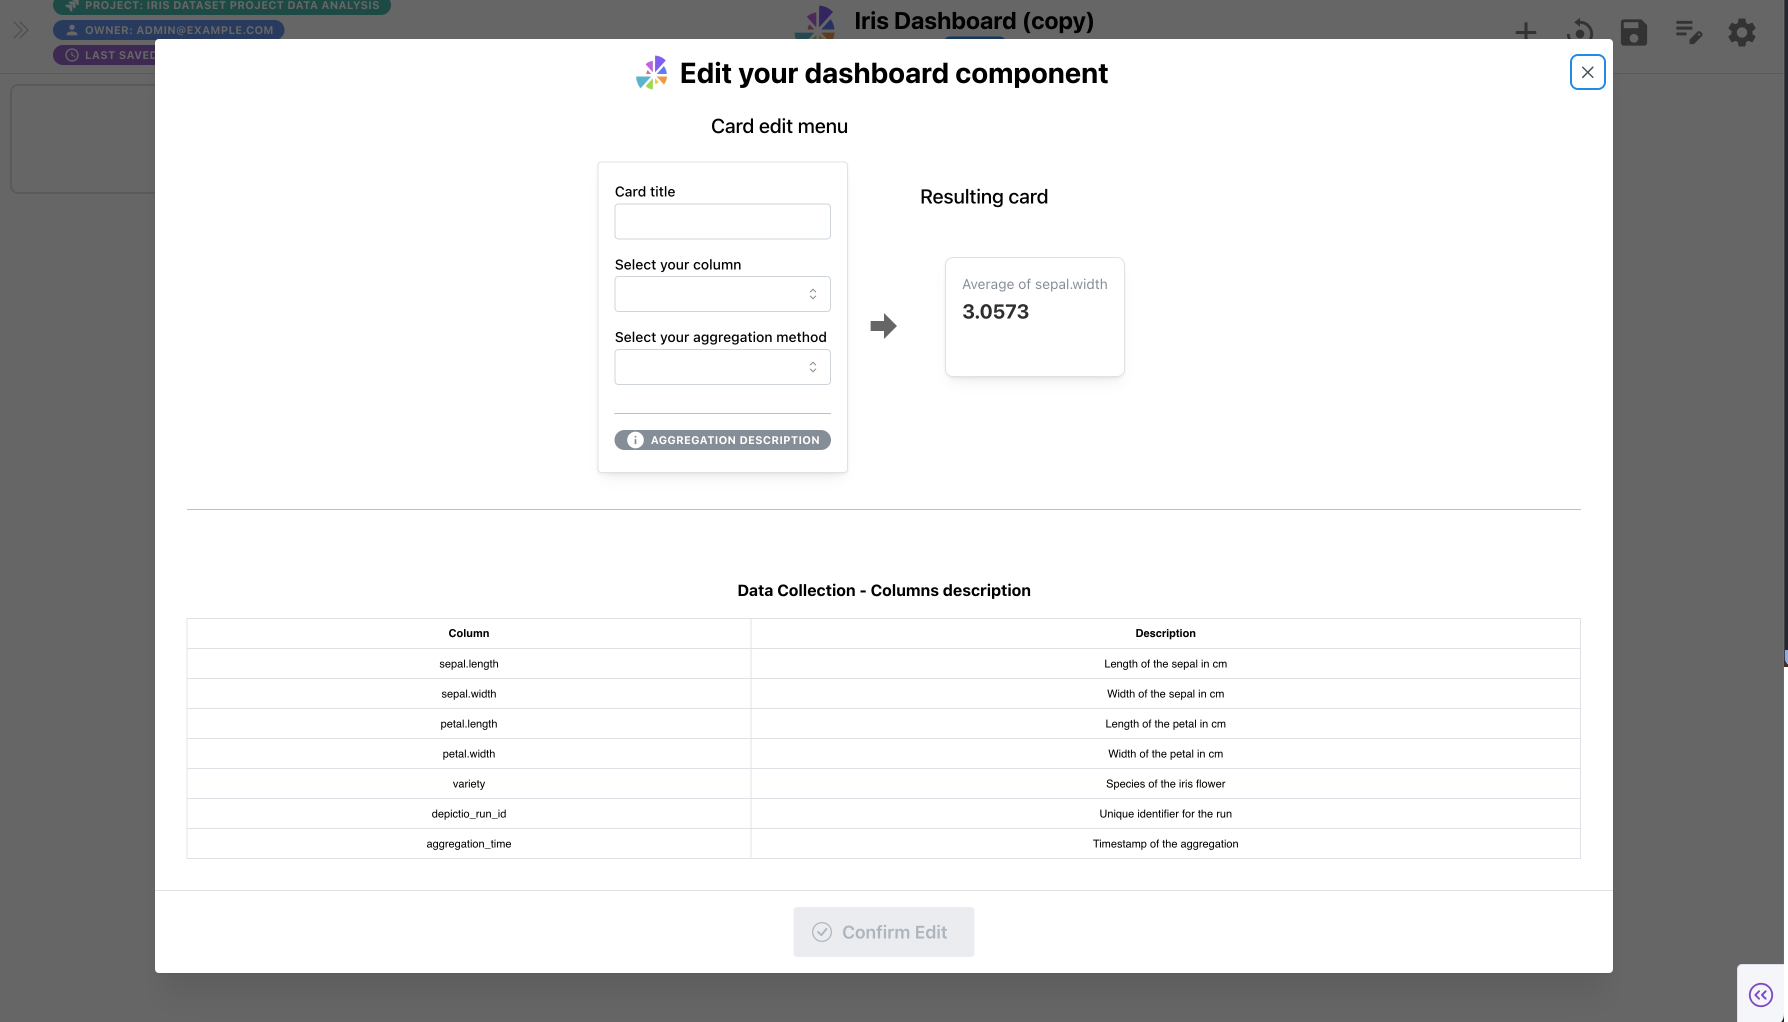 PROJECT: IRIS DATASET PROJECT DATA ANALYSIS
OWNER: ADMIN@EXAMPLE.COM
LAST SAVED
Iris Dashboard (copy)
Edit your dashboard component
Card edit menu
Card title
Select your column
Select your aggregation method
AGGREGATION DESCRIPTION
Resulting card
Average of sepal.width
3.0573
Data Collection - Columns description
Column Description
sepal.length Length of the sepal in cm
sepal.width Width of the sepal in cm
petal.length Length of the petal in cm
petal.width Width of the petal in cm
variety Species of the iris flower
depictio_run_id Unique identifier for the run
aggregation_time Timestamp of the aggregation
Confirm Edit